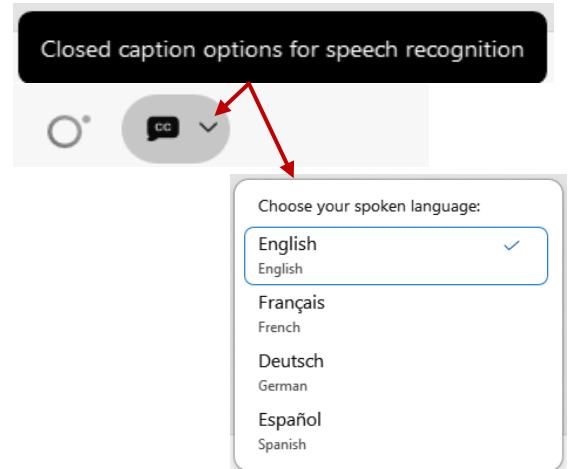 Closed caption options for speech recognition
CC
Choose your spoken language:
English
English
Français
French
Deutsch
German
Español
Spanish